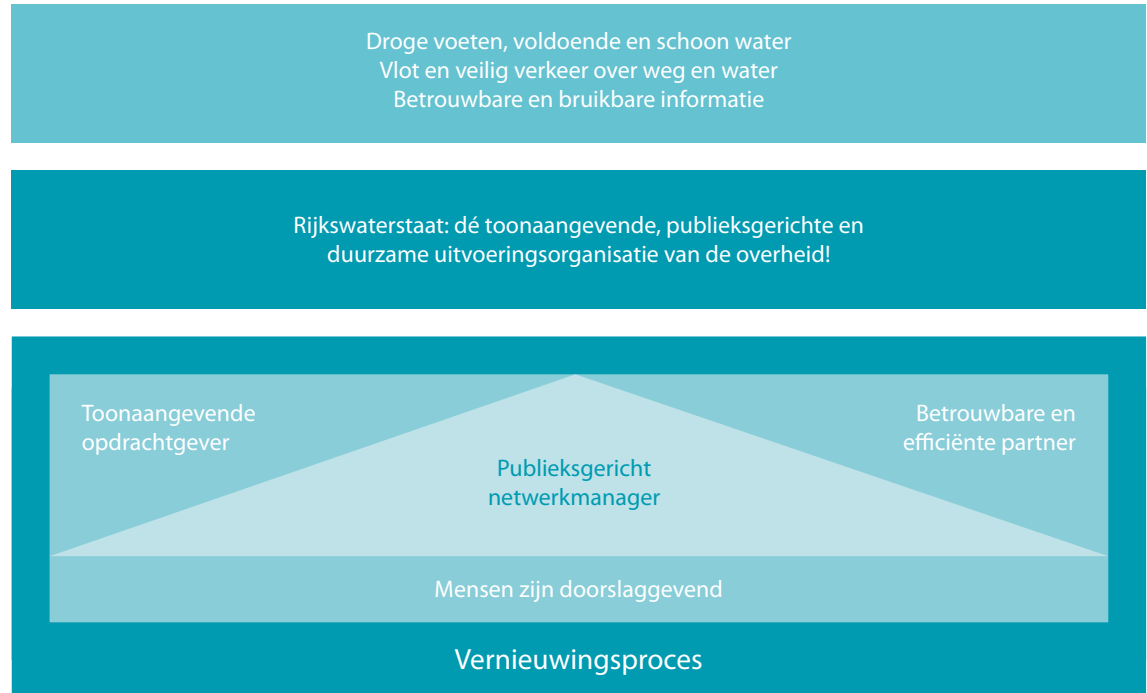 Droge voeten, voldoende en schoon water
Vlot en veilig verkeer over weg en water
Betrouwbare en bruikbare informatie
Rijkswaterstaat: dé toonaangevende, publieksgerichte en
duurzame uitvoeringsorganisatie van de overheid!
Toonaangevende
opdrachtgever
Betrouwbare en
efficiënte partner
Publieksgericht
netwerkmanager
Mensen zijn doorslaggevend
Vernieuwingsproces